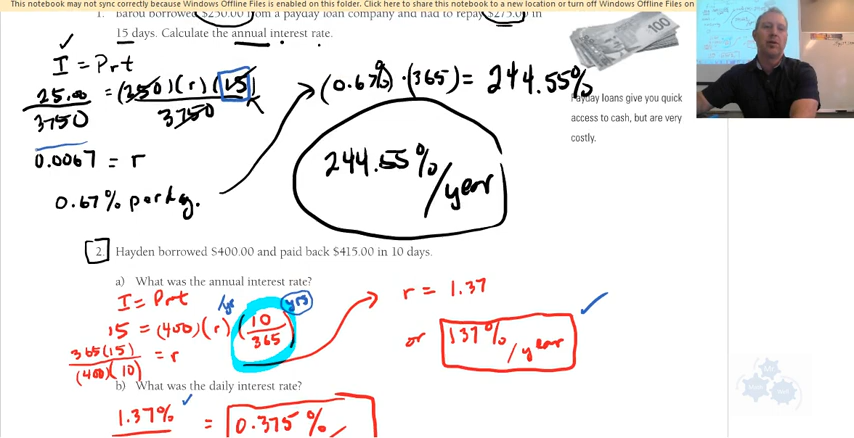 This notebook may not sync correctly because Windows Offline Files is enabled on this folder. Click here to share this notebook to a new location or turn off Windows Offline Files on
1. Barou borrowed $250.00 from a payday loan company and had to repay $275.00 in
15 days. Calculate the annual interest rate.
I = Prt
25.00 = (250)(r)(15)
3750 3750
0.0067 = r
0.67% per day.
(0.67%)·(365) = 244.55%
244.55%/year
Payday loans give you quick
access to cash, but are very
costly.
2. Hayden borrowed $400.00 and paid back $415.00 in 10 days.
a) What was the annual interest rate?
I = Prt
/yr yrs
15 = (400)(r)(10/365)
365(15)/(400)(10) = r
r = 1.37
or 137%/year
b) What was the daily interest rate?
1.37% = 0.375%
100